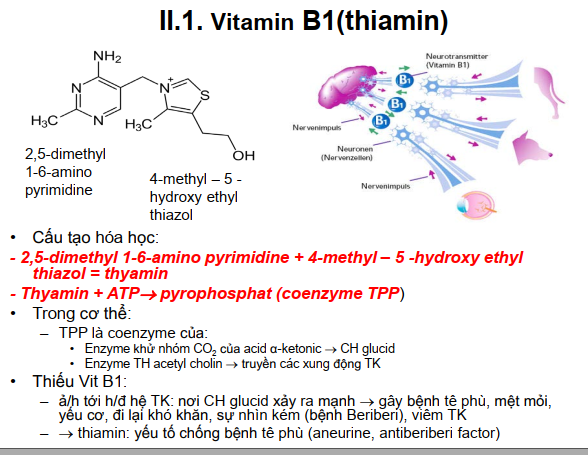 II.1. Vitamin B1(thiamin)
NH2
N
N
N
+
S
H3C
H3C
OH
2,5-dimethyl
1-6-amino
pyrimidine
4-methyl – 5 -
hydroxy ethyl
thiazol
Neurotransmitter
(Vitamin B1)
B1
B1
B1
Nervenimpuls
Neuronen
(Nervenzellen)
Nervenimpuls
• Cấu tạo hóa học:
- 2,5-dimethyl 1-6-amino pyrimidine + 4-methyl – 5 -hydroxy ethyl
thiazol = thyamin
- Thyamin + ATP→ pyrophosphat (coenzyme TPP)
• Trong cơ thể:
– TPP là coenzyme của:
• Enzyme khử nhóm CO2 của acid α-ketonic → CH glucid
• Enzyme TH acetyl cholin → truyền các xung động TK
• Thiếu Vit B1:
– ả/h tới h/đ hệ TK: nơi CH glucid xảy ra mạnh → gây bệnh tê phù, mệt mỏi,
yếu cơ, đi lại khó khăn, sự nhìn kém (bệnh Beriberi), viêm TK
– → thiamin: yếu tố chống bệnh tê phù (aneurine, antiberiberi factor)